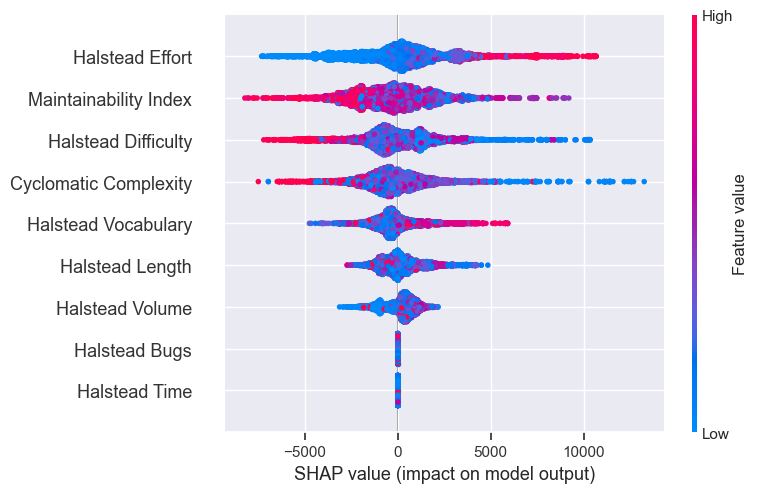 High
Halstead Effort
Maintainability Index
Halstead Difficulty
Cyclomatic Complexity
Halstead Vocabulary
Halstead Length
Halstead Volume
Halstead Bugs
Halstead Time
Feature value
Low
−5000 0 5000 10000
SHAP value (impact on model output)